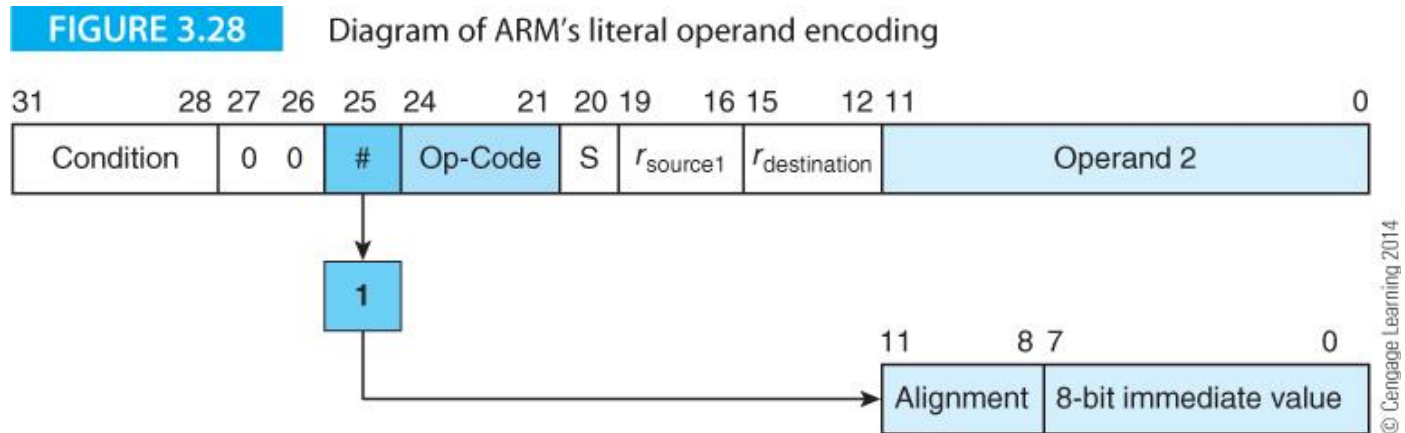 FIGURE 3.28 Diagram of ARM's literal operand encoding
31 28 27 26 25 24 21 20 19 16 15 12 11 0
Condition 0 0 # Op-Code S rsource1 rdestination Operand 2
1
11 8 7 0
Alignment 8-bit immediate value
© Cengage Learning 2014